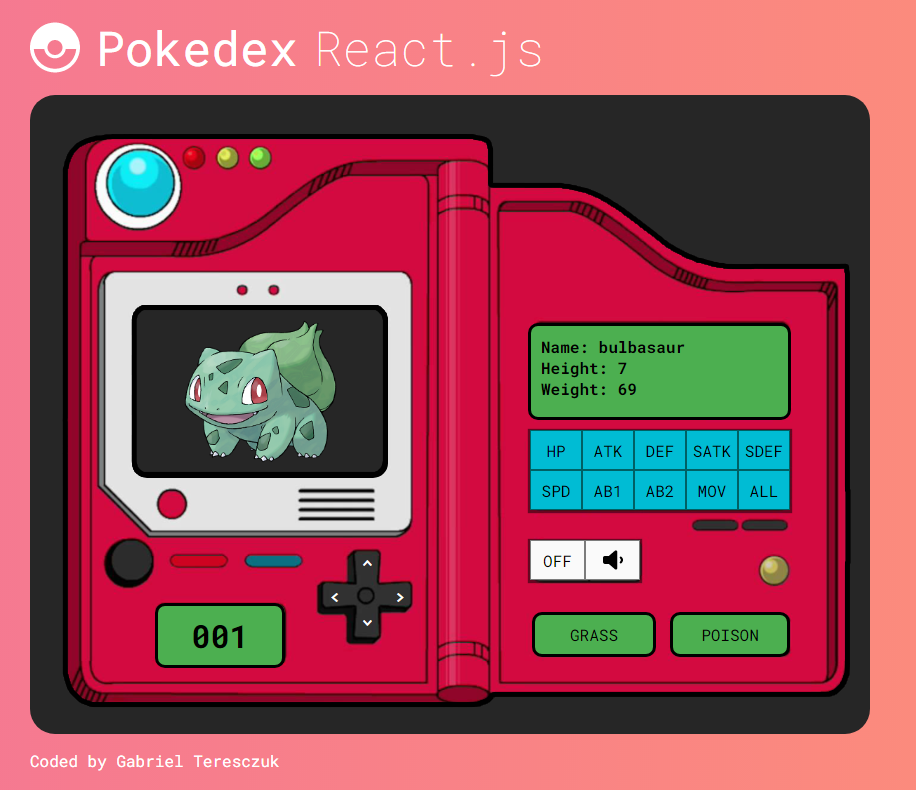 Pokedex React.js
Name: bulbasaur
Height: 7
Weight: 69
HP ATK DEF SATK SDEF
SPD AB1 AB2 MOV ALL
OFF
001
GRASS POISON
Coded by Gabriel Teresczuk